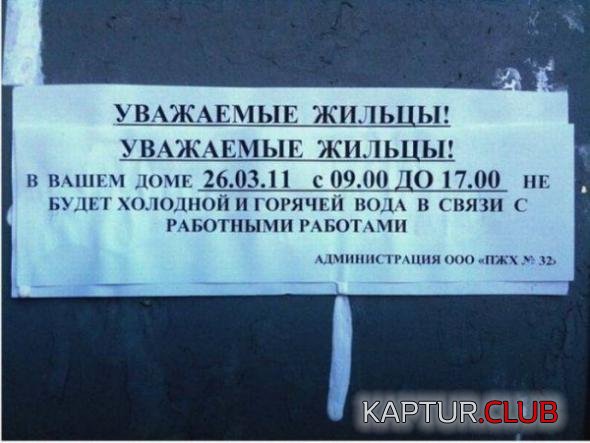 УВАЖАЕМЫЕ ЖИЛЬЦЫ!
УВАЖАЕМЫЕ ЖИЛЬЦЫ!
В ВАШЕМ ДОМЕ 26.03.11 с 09.00 ДО 17.00 НЕ
БУДЕТ ХОЛОДНОЙ И ГОРЯЧЕЙ ВОДА В СВЯЗИ С
РАБОТНЫМИ РАБОТАМИ
АДМИНИСТРАЦИЯ ООО «ПЖХ № 32»
KAPTUR.CLUB